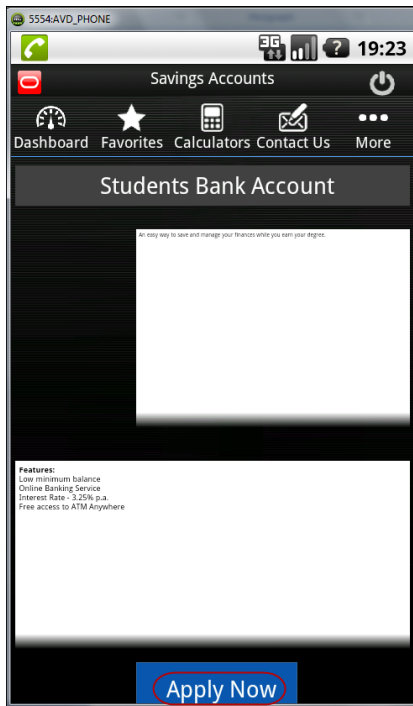 5554:AVD_PHONE
3G 19:23
Savings Accounts
Dashboard Favorites Calculators Contact Us More
Students Bank Account
An easy way to save and manage your finances while you earn your degree.
Features:
Low minimum balance
Online Banking Service
Interest Rate - 3.25% p.a.
Free access to ATM Anywhere
Apply Now